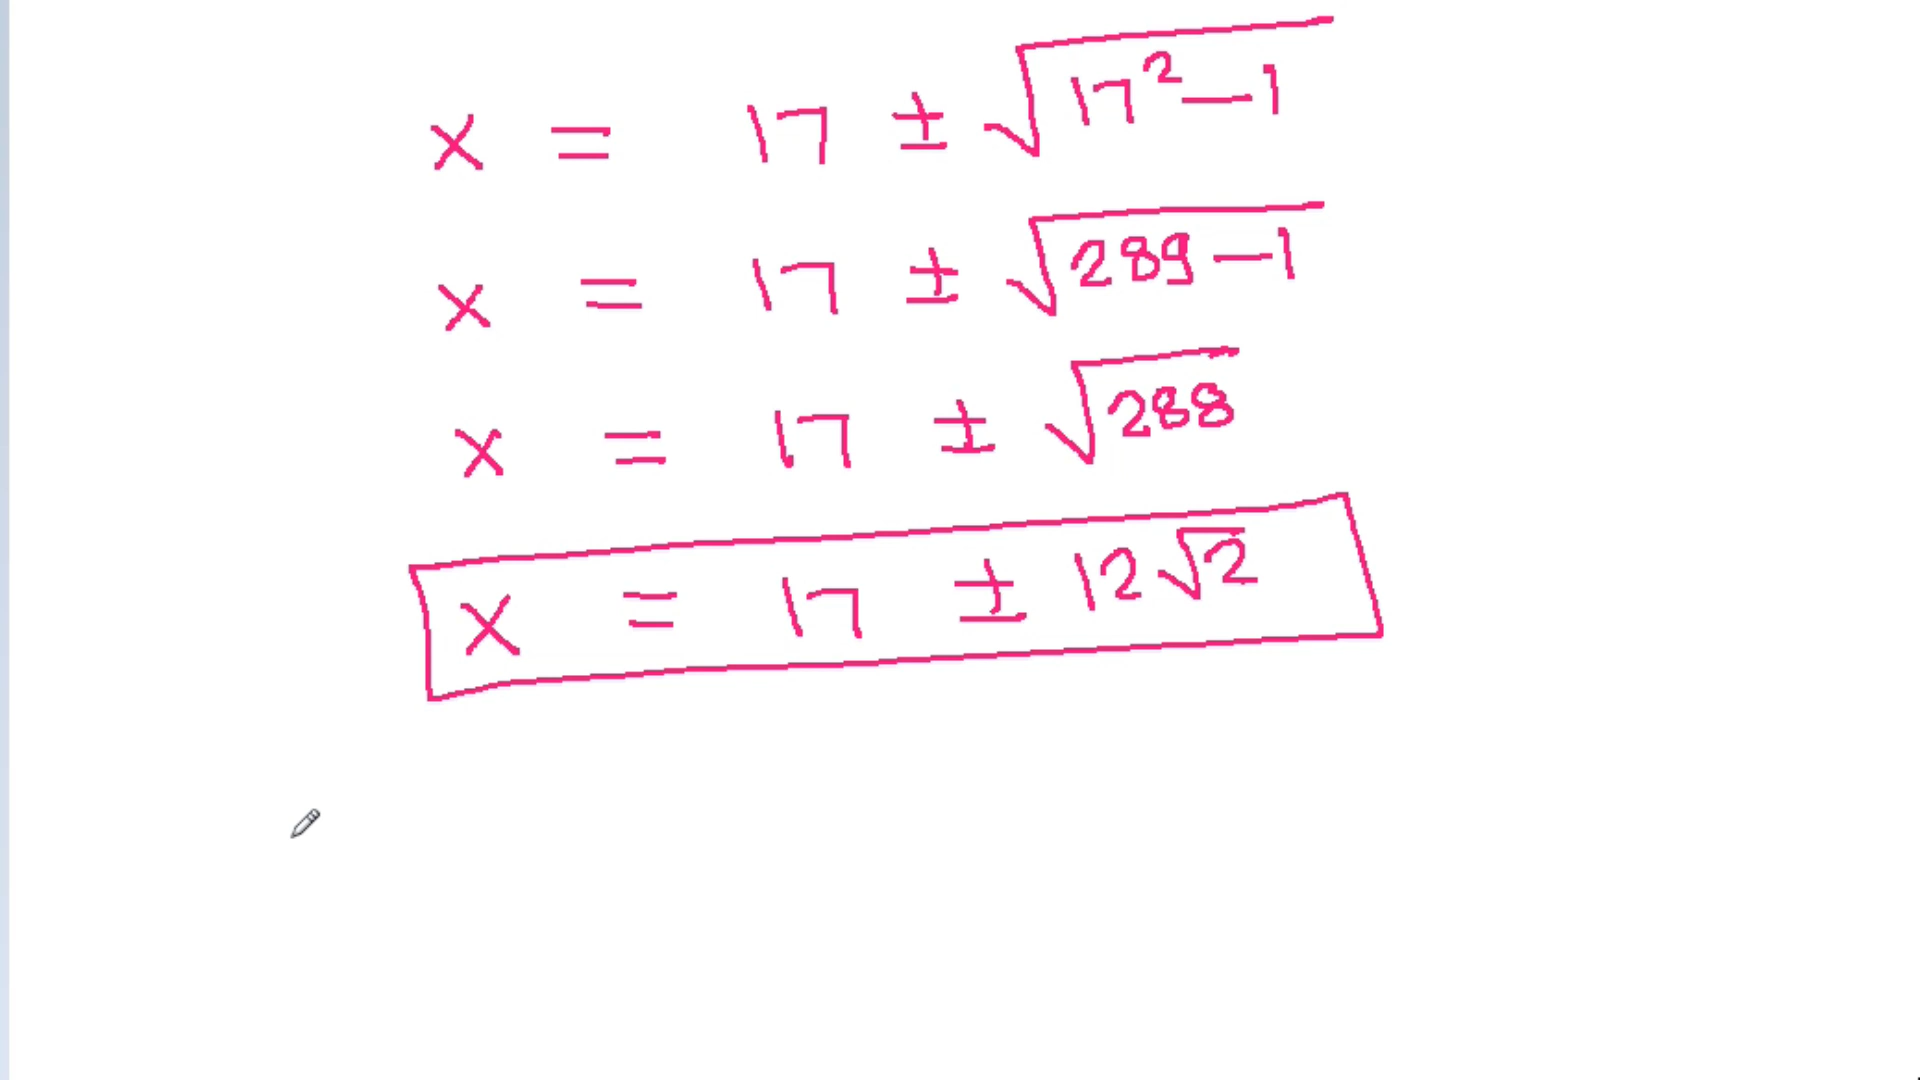 x = 17 ± √(17² − 1)
x = 17 ± √(289 − 1)
x = 17 ± √288
x = 17 ± 12√2